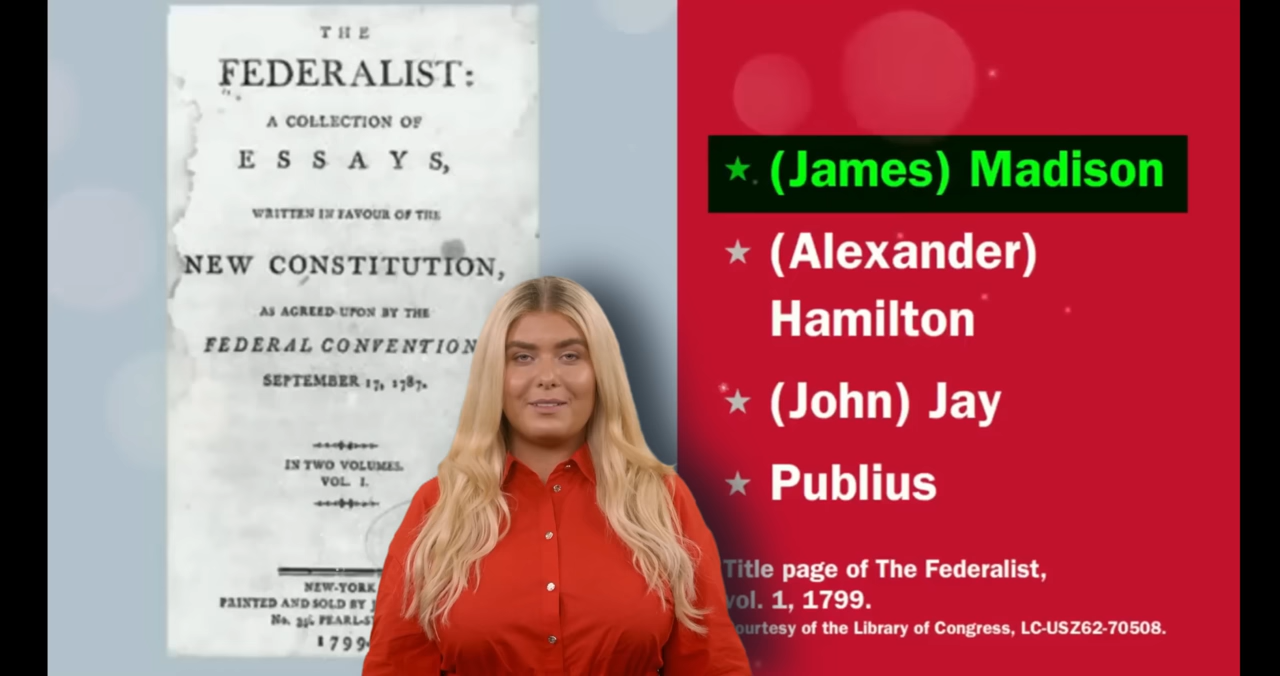 THE
FEDERALIST:
A COLLECTION OF
ESSAYS,
WRITTEN IN FAVOUR OF THE
NEW CONSTITUTION,
AS AGREED UPON BY THE
FEDERAL CONVENTION
SEPTEMBER 17, 1787.
IN TWO VOLUMES.
VOL. I.
NEW-YORK
PRINTED AND SOLD BY
No. PEARL-
1799
(James) Madison
(Alexander)
Hamilton
(John) Jay
Publius
Title page of The Federalist,
vol. 1, 1799.
ourtesy of the Library of Congress, LC-USZ62-70508.